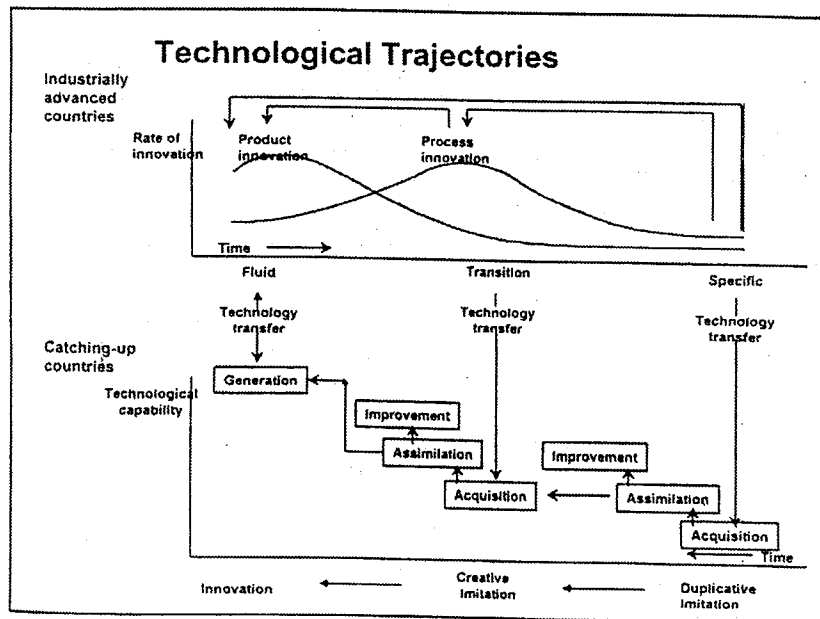 Technological Trajectories
Industrially
advanced
countries
Rate of
innovation
Product
innovation
Process
innovation
Time
Fluid
Transition
Specific
Technology
transfer
Technology
transfer
Technology
transfer
Catching-up
countries
Technological
capability
Generation
Improvement
Assimilation
Acquisition
Improvement
Assimilation
Acquisition
Time
Innovation
Creative
Imitation
Duplicative
Imitation